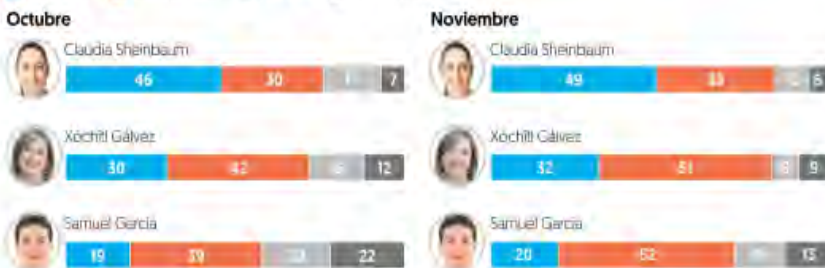 Octubre
Claudia Sheinbaum
46 30 7
Xóchitl Gálvez
30 42 12
Samuel García
19 39 22
Noviembre
Claudia Sheinbaum
49 33 6
Xóchitl Gálvez
32 51 8 9
Samuel García
20 52 13